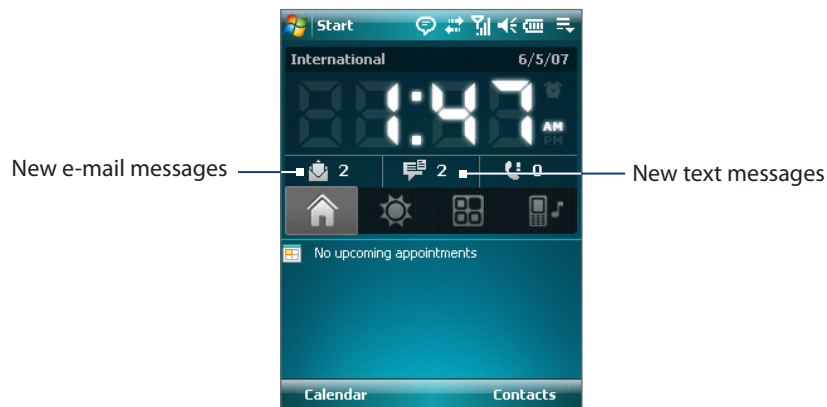 Start
International 6/5/07
1:47 AM
PM
New e-mail messages 2 2 0 New text messages
No upcoming appointments
Calendar Contacts